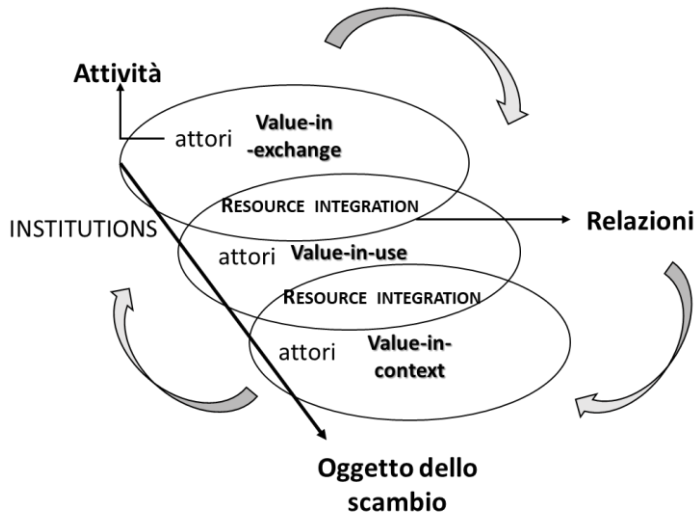 Attività
attori
Value-in
-exchange
RESOURCE INTEGRATION
INSTITUTIONS
Relazioni
attori
Value-in-use
RESOURCE INTEGRATION
attori
Value-in-
context
Oggetto dello
scambio